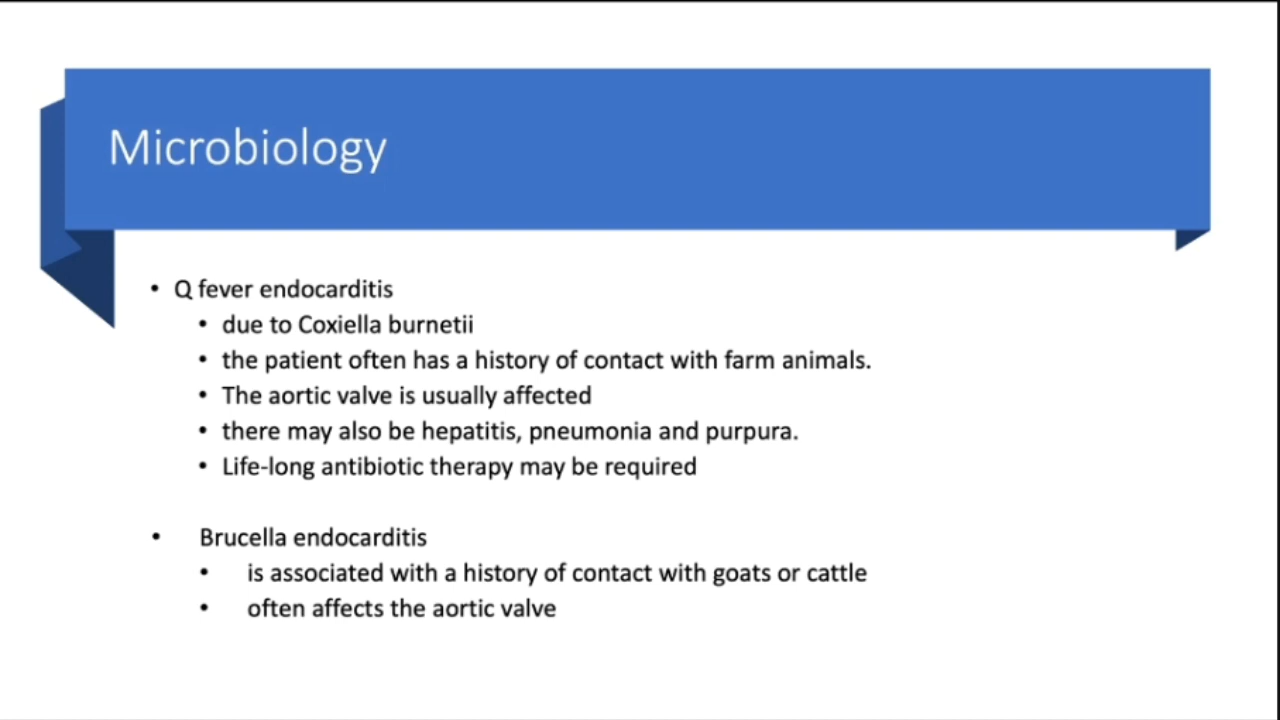 Microbiology
• Q fever endocarditis
• due to Coxiella burnetii
• the patient often has a history of contact with farm animals.
• The aortic valve is usually affected
• there may also be hepatitis, pneumonia and purpura.
• Life-long antibiotic therapy may be required
• Brucella endocarditis
• is associated with a history of contact with goats or cattle
• often affects the aortic valve